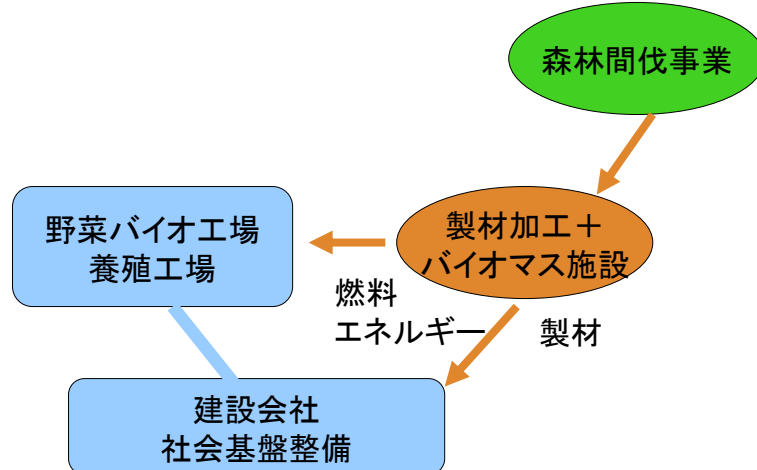 森林間伐事業
製材加工＋
バイオマス施設
野菜バイオ工場
養殖工場
燃料
エネルギー
製材
建設会社
社会基盤整備